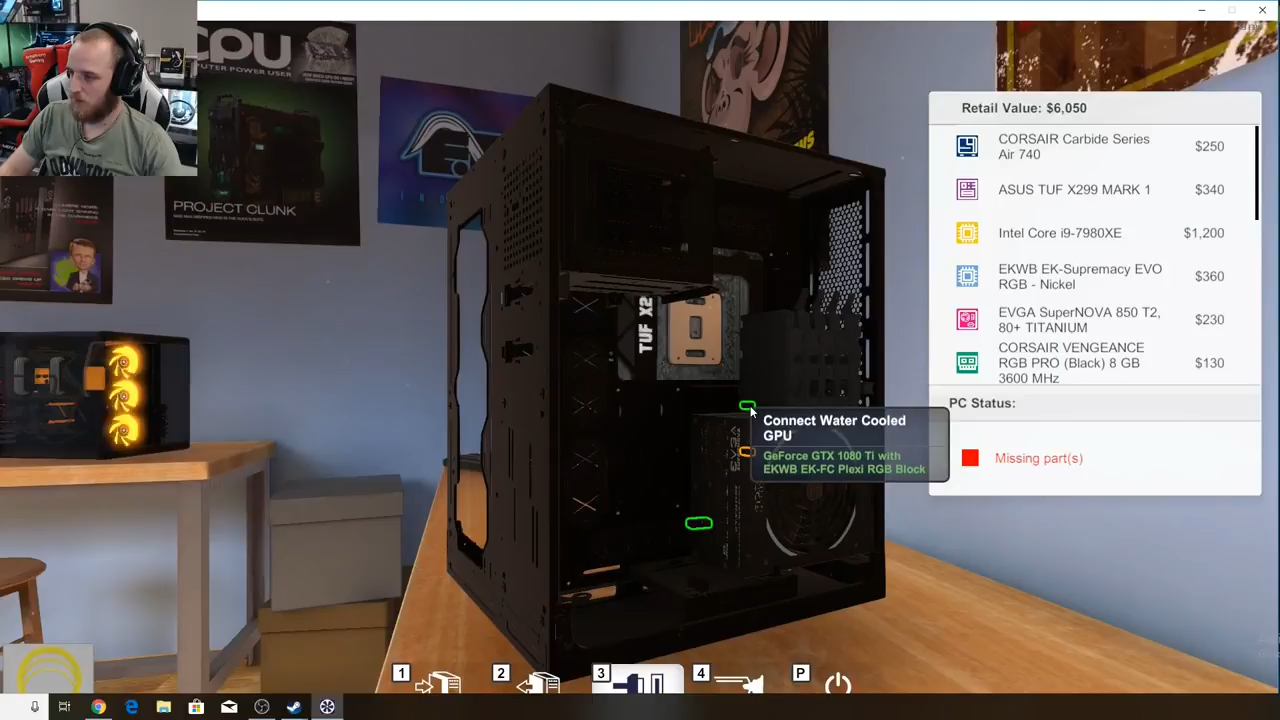 CPU
COMPUTER POWER USER
PROJECT CLUNK
Retail Value: $6,050
CORSAIR Carbide Series
Air 740
$250
ASUS TUF X299 MARK 1
$340
Intel Core i9-7980XE
$1,200
EKWB EK-Supremacy EVO
RGB - Nickel
$360
EVGA SuperNOVA 850 T2,
80+ TITANIUM
$230
CORSAIR VENGEANCE
RGB PRO (Black) 8 GB
3600 MHz
$130
PC Status:
Missing part(s)
TUF X2
Connect Water Cooled
GPU
GeForce GTX 1080 Ti with
EKWB EK-FC Plexi RGB Block
1
2
3
4
P